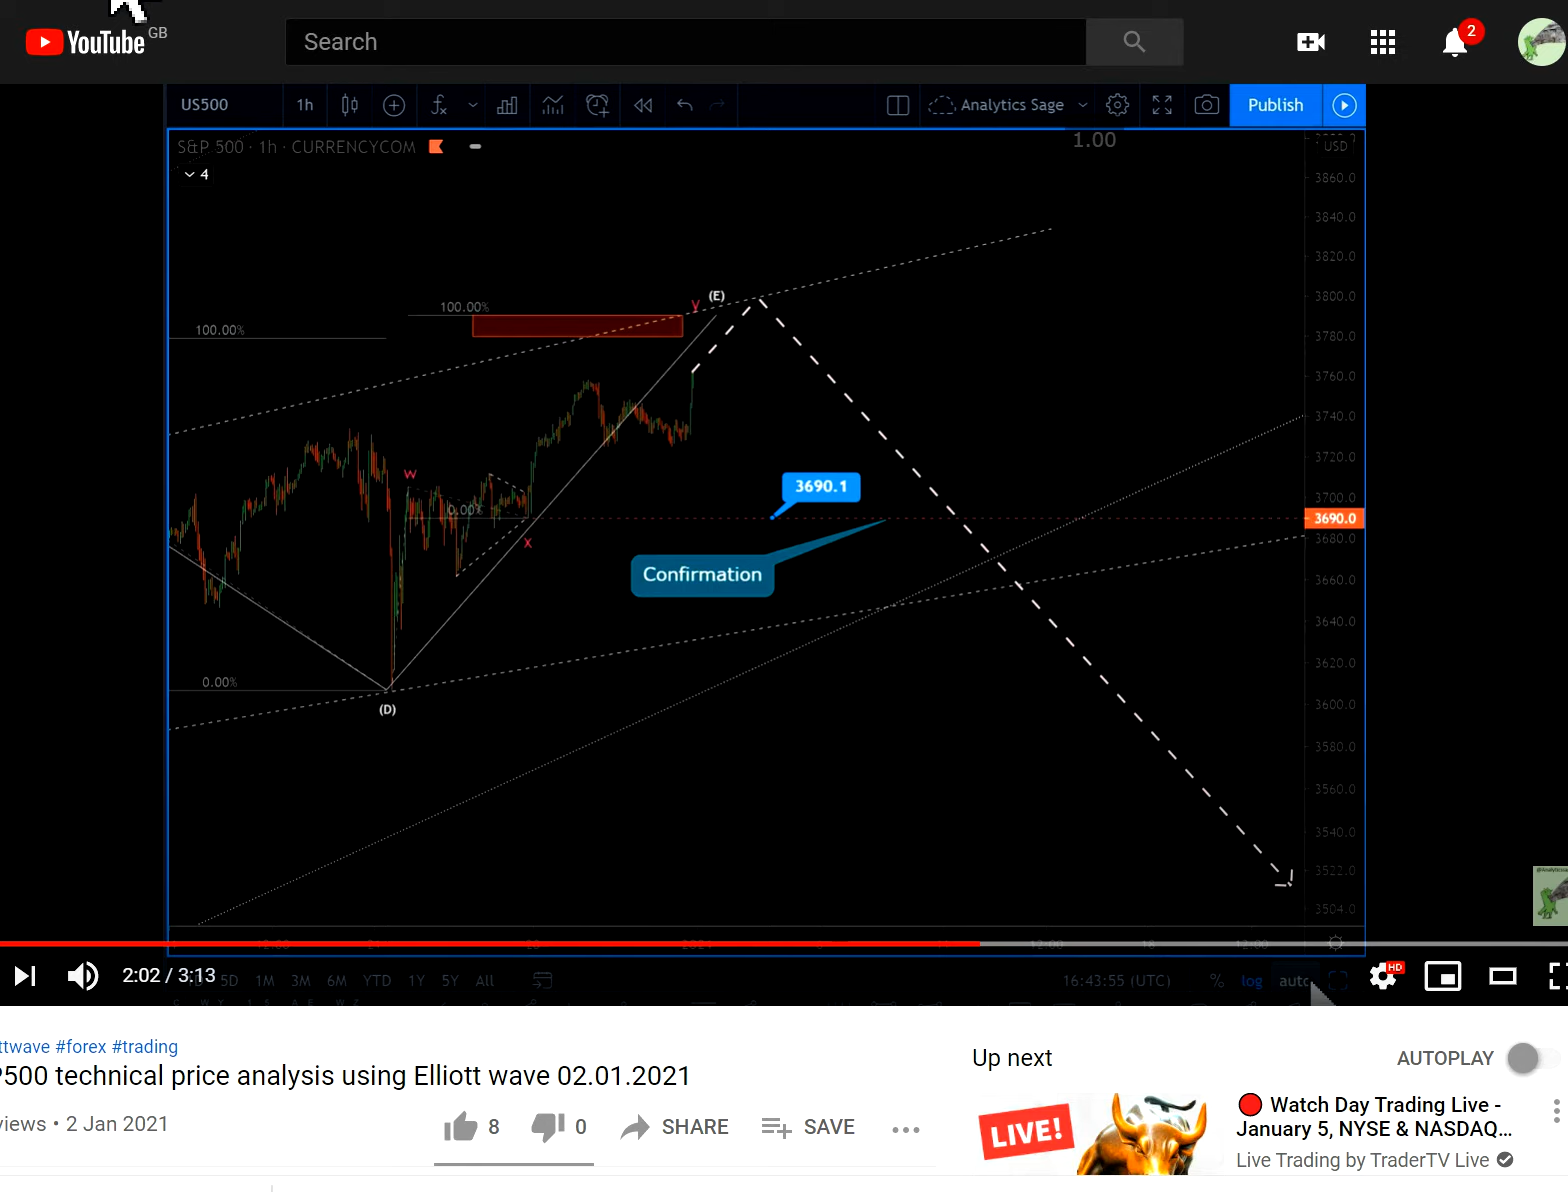 YouTube GB
Search
2
US500
1h
Analytics Sage
Publish
S&P 500 · 1h · CURRENCYCOM
1.00
USD
4
3860.0
3840.0
3820.0
3800.0
3780.0
3760.0
3740.0
3720.0
3700.0
3690.0
3680.0
3660.0
3640.0
3620.0
3600.0
3580.0
3560.0
3540.0
3522.0
3504.0
100.00%
100.00%
Y
(E)
W
0.00%
X
3690.1
Confirmation
0.00%
(D)
2:02 / 3:13
5D 1M 3M 6M YTD 1Y 5Y All
16:43:55 (UTC)
% log auto
HD
ttwave #forex #trading
P500 technical price analysis using Elliott wave 02.01.2021
views • 2 Jan 2021
8
0
SHARE
SAVE
Up next
AUTOPLAY
LIVE!
Watch Day Trading Live -
January 5, NYSE & NASDAQ...
Live Trading by TraderTV Live